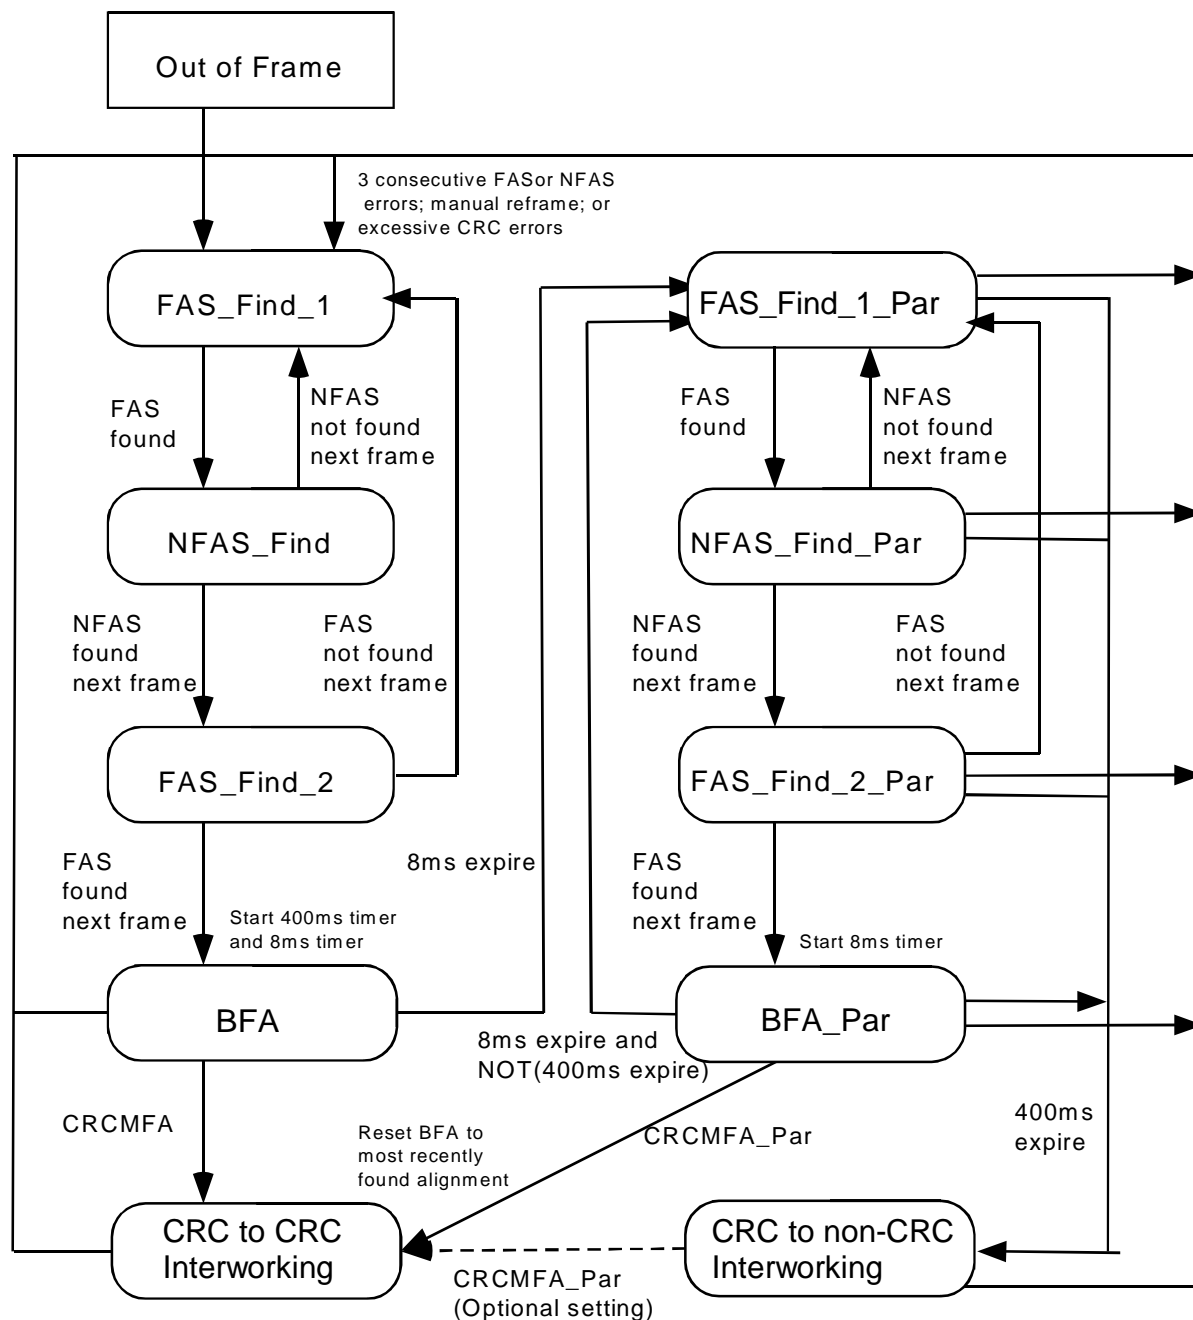 Out of Frame
3 consecutive FASor NFAS
errors; manual reframe; or
excessive CRC errors
FAS_Find_1
FAS_Find_1_Par
FAS
found
NFAS
not found
next frame
FAS
found
NFAS
not found
next frame
NFAS_Find
NFAS_Find_Par
NFAS
found
next frame
FAS
not found
next frame
NFAS
found
next frame
FAS
not found
next frame
FAS_Find_2
FAS_Find_2_Par
FAS
found
next frame
8ms expire
FAS
found
next frame
Start 400ms timer
and 8ms timer
Start 8ms timer
BFA
BFA_Par
8ms expire and
NOT(400ms expire)
CRCMFA
Reset BFA to
most recently
found alignment
CRCMFA_Par
400ms
expire
CRC to CRC
Interworking
CRC to non-CRC
Interworking
CRCMFA_Par
(Optional setting)